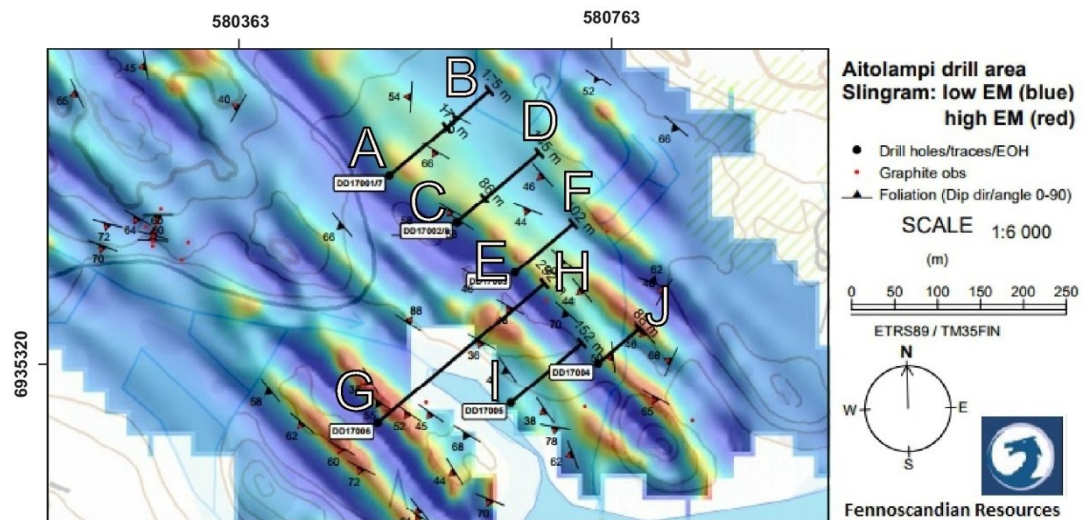 580363
580763
6935320
A
B
C
D
E
F
G
H
I
J
DD17001/7
DD17004
DD17006
45
65
40
54
66
52
66
46
44
66
64
60
72
70
88
62
44
70
36
68
65
58
62
60
72
52
45
68
44
70
38
78
62
86 m
152 m
Aitolampi drill area
Slingram: low EM (blue)
high EM (red)
Drill holes/traces/EOH
Graphite obs
Foliation (Dip dir/angle 0-90)
SCALE 1:6 000
(m)
0 50 100 150 200 250
ETRS89 / TM35FIN
N
W
E
S
Fennoscandian Resources